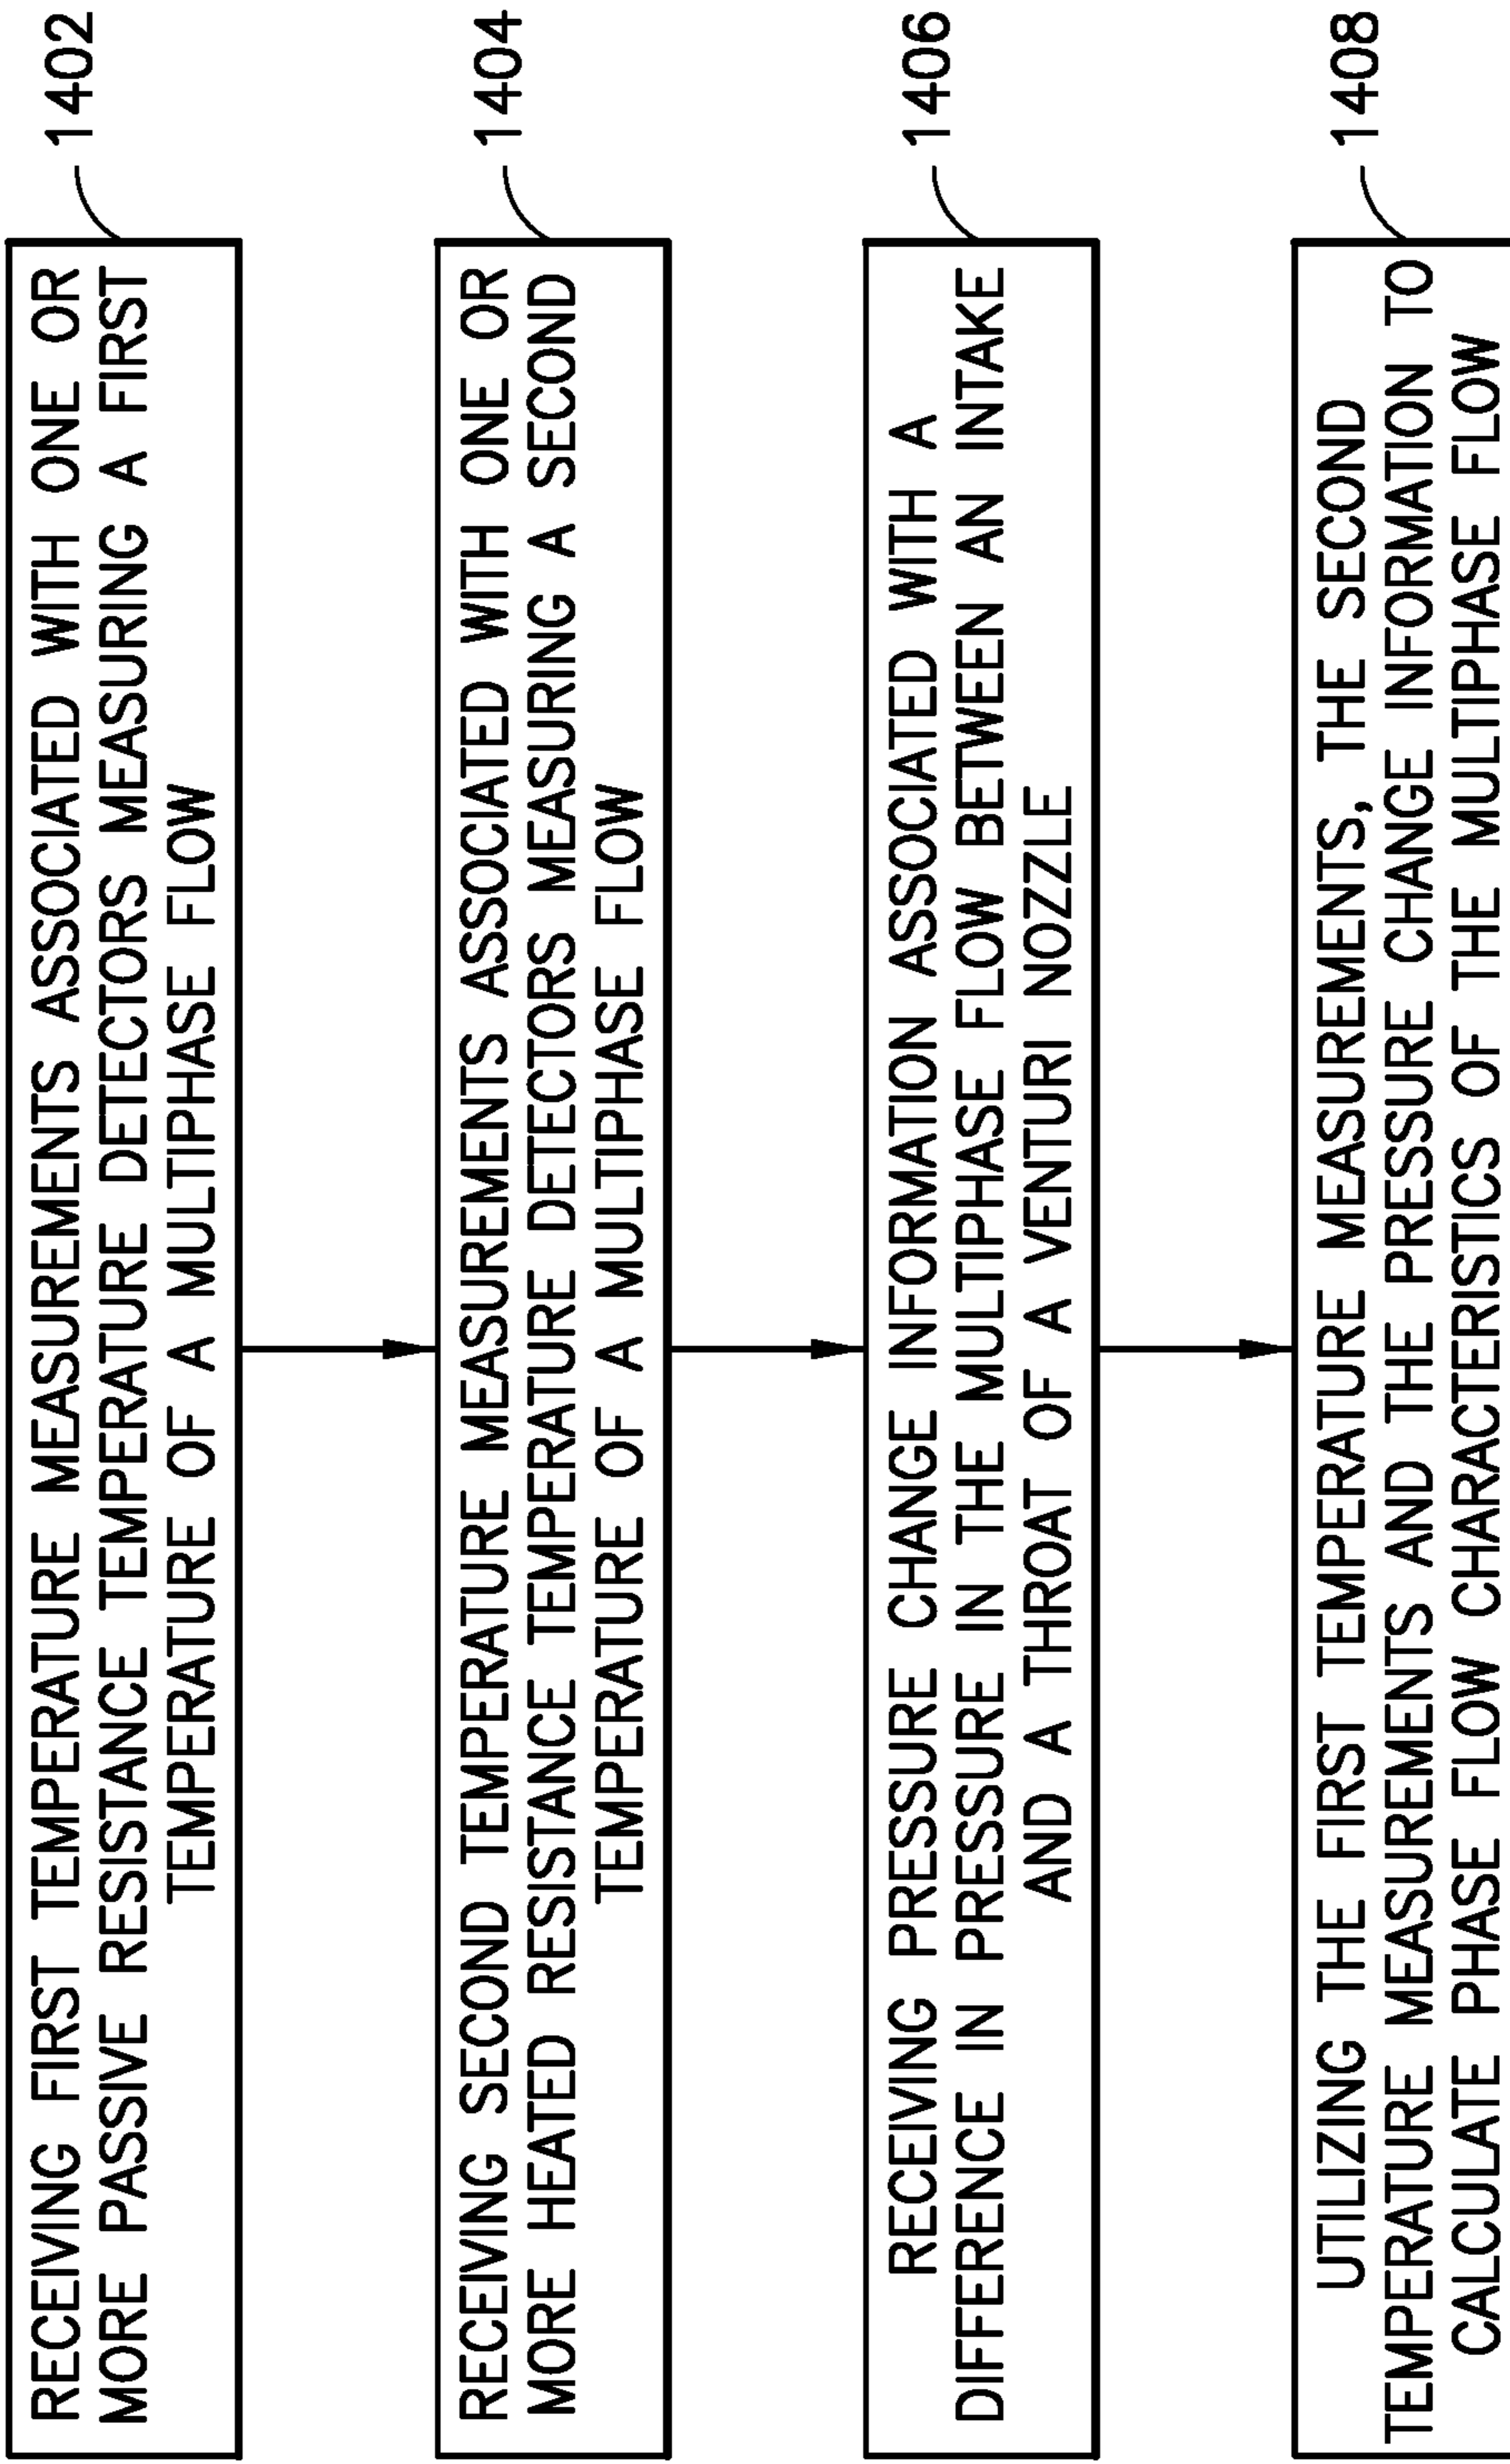 RECEIVING FIRST TEMPERATURE MEASUREMENTS ASSOCIATED WITH ONE OR
MORE PASSIVE RESISTANCE TEMPERATURE DETECTORS MEASURING A FIRST
TEMPERATURE OF A MULTIPHASE FLOW
1402
RECEIVING SECOND TEMPERATURE MEASUREMENTS ASSOCIATED WITH ONE OR
MORE HEATED RESISTANCE TEMPERATURE DETECTORS MEASURING A SECOND
TEMPERATURE OF A MULTIPHASE FLOW
1404
RECEIVING PRESSURE CHANGE INFORMATION ASSOCIATED WITH A
DIFFERENCE IN PRESSURE IN THE MULTIPHASE FLOW BETWEEN AN INTAKE
AND A THROAT OF A VENTURI NOZZLE
1406
UTILIZING THE FIRST TEMPERATURE MEASUREMENTS, THE SECOND
TEMPERATURE MEASUREMENTS AND THE PRESSURE CHANGE INFORMATION TO
CALCULATE PHASE FLOW CHARACTERISTICS OF THE MULTIPHASE FLOW
1408